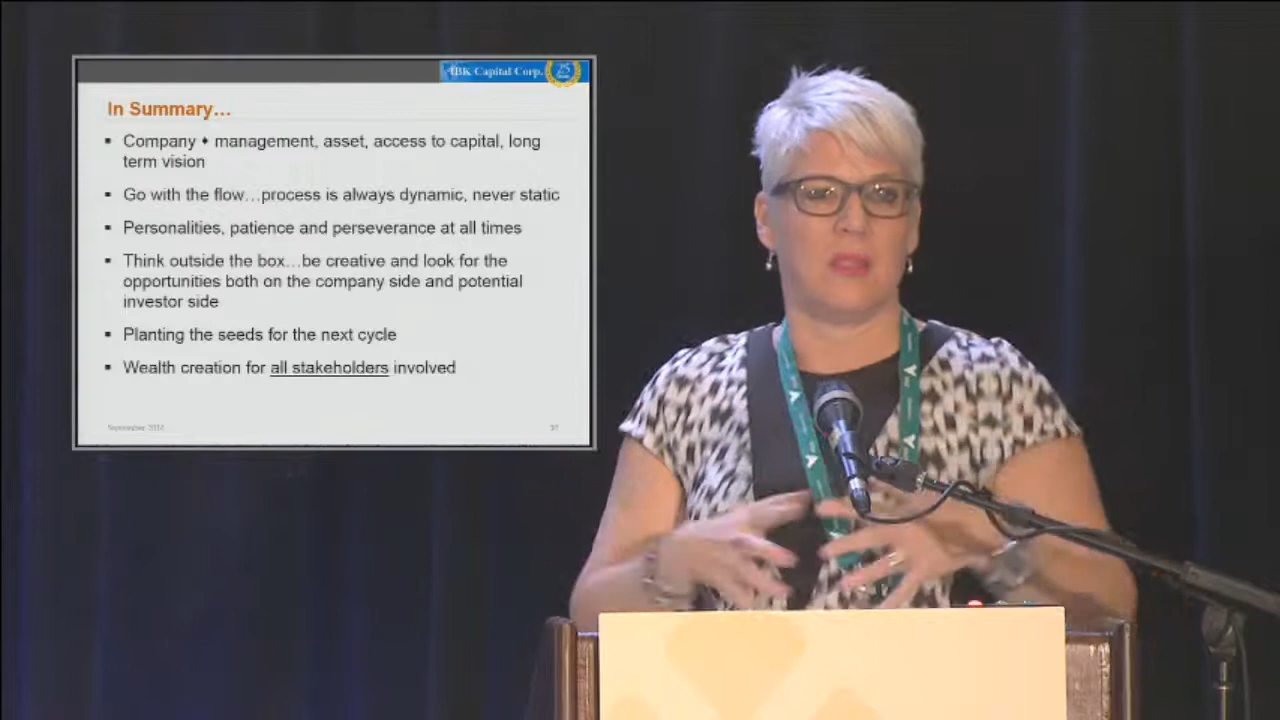 IBK Capital Corp. 25
In Summary…
▪ Company ♦ management, asset, access to capital, long
term vision
▪ Go with the flow…process is always dynamic, never static
▪ Personalities, patience and perseverance at all times
▪ Think outside the box…be creative and look for the
opportunities both on the company side and potential
investor side
▪ Planting the seeds for the next cycle
▪ Wealth creation for all stakeholders involved
November